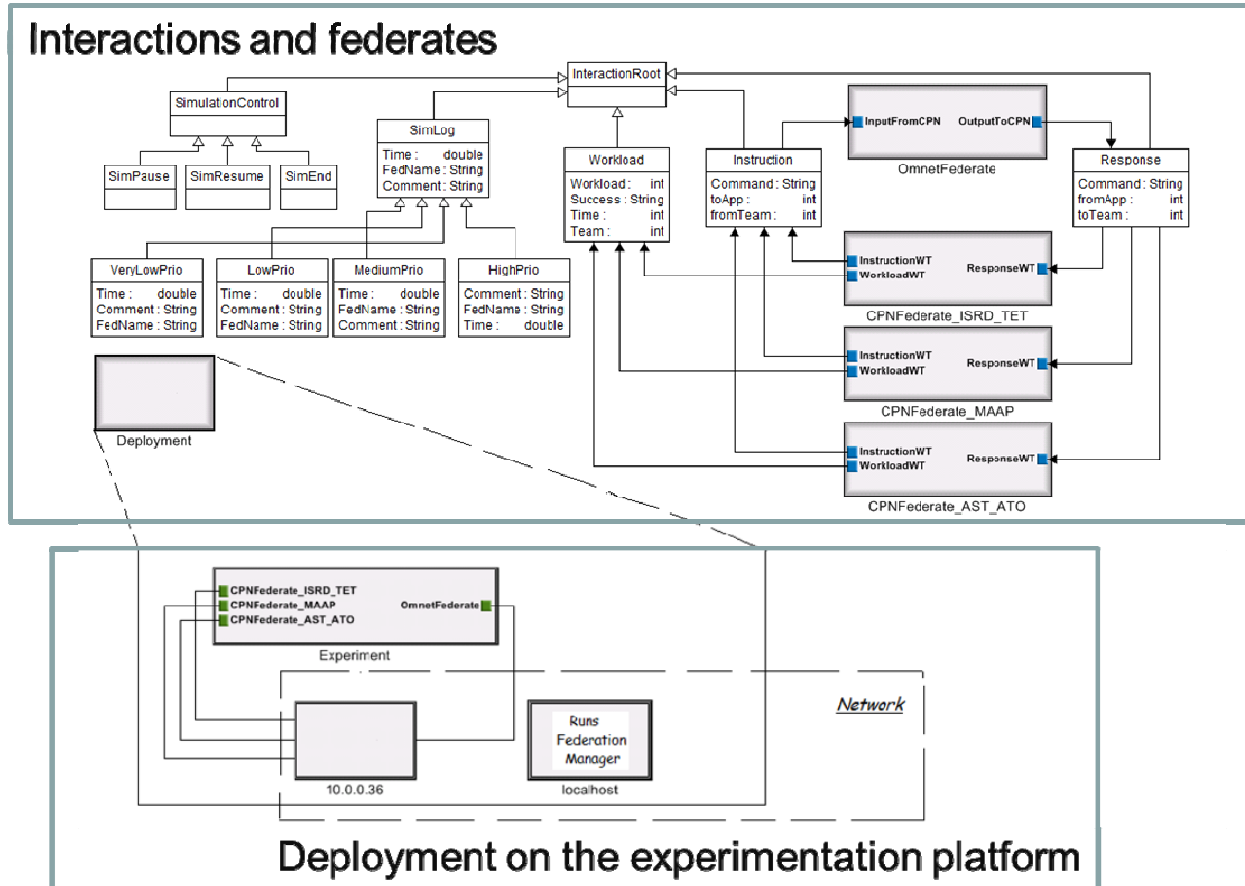 Interactions and federates
InteractionRoot
SimulationControl
SimPause
SimResume
SimEnd
SimLog
Time : double
FedName : String
Comment : String
Workload
Workload : int
Success : String
Time : int
Team : int
Instruction
Command : String
toApp : int
fromTeam : int
InputFromCPN OutputToCPN
OmnetFederate
Response
Command : String
fromApp : int
toTeam : int
VeryLowPrio
Time : double
Comment : String
FedName : String
LowPrio
Time : double
Comment : String
FedName : String
MediumPrio
Time : double
FedName : String
Comment : String
HighPrio
Comment : String
FedName : String
Time : double
InstructionWT
WorkloadWT
ResponseWT
CPNFederate_ISRD_TET
InstructionWT
WorkloadWT
ResponseWT
CPNFederate_MAAP
InstructionWT
WorkloadWT
ResponseWT
CPNFederate_AST_ATO
Deployment
CPNFederate_ISRD_TET
CPNFederate_MAAP
CPNFederate_AST_ATO
OmnetFederate
Experiment
Network
10.0.0.36
Runs
Federation
Manager
localhost
Deployment on the experimentation platform